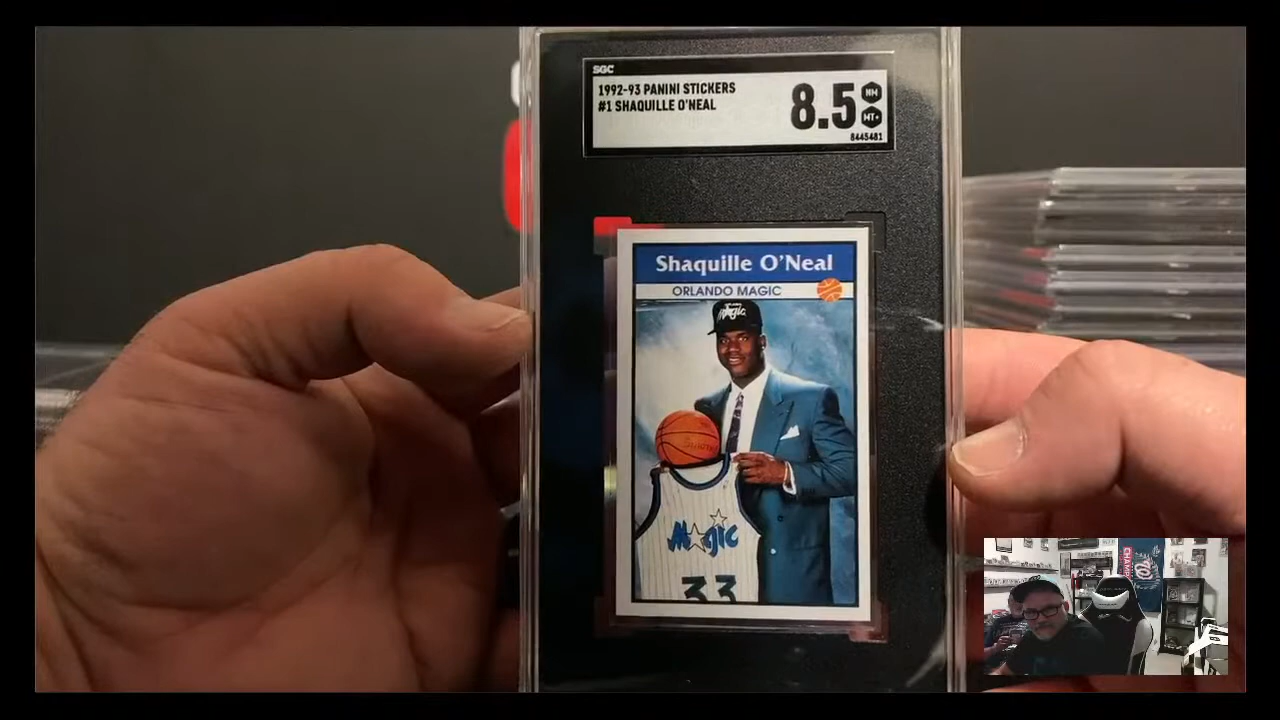 SGC
1992-93 PANINI STICKERS
#1 SHAQUILLE O'NEAL
8.5
NM
MT+
8445481
Shaquille O'Neal
ORLANDO MAGIC
Magic
Magic
33